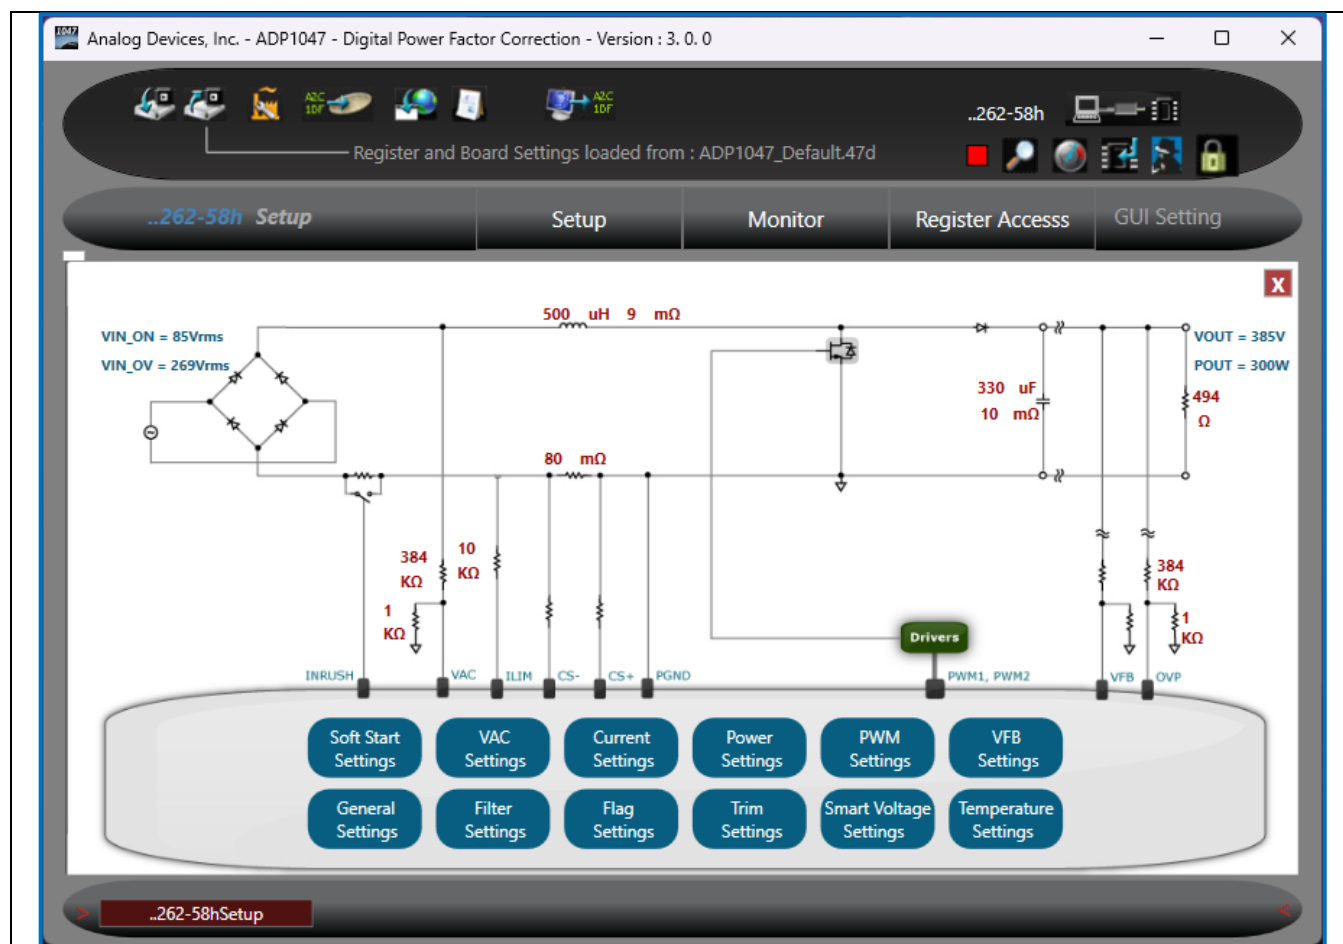 1047
Analog Devices, Inc. - ADP1047 - Digital Power Factor Correction - Version : 3. 0. 0
A2C
1DF
A2C
1DF
..262-58h
Register and Board Settings loaded from : ADP1047_Default.47d
..262-58h Setup
Setup
Monitor
Register Accesss
GUI Setting
X
500 uH 9 mΩ
VIN_ON = 85Vrms
VIN_OV = 269Vrms
VOUT = 385V
POUT = 300W
330 uF
10 mΩ
494
Ω
80 mΩ
384
KΩ
10
KΩ
1
KΩ
384
KΩ
1
KΩ
Drivers
INRUSH
VAC
ILIM
CS-
CS+
PGND
PWM1, PWM2
VFB
OVP
Soft Start
Settings
VAC
Settings
Current
Settings
Power
Settings
PWM
Settings
VFB
Settings
General
Settings
Filter
Settings
Flag
Settings
Trim
Settings
Smart Voltage
Settings
Temperature
Settings
>
..262-58hSetup
<